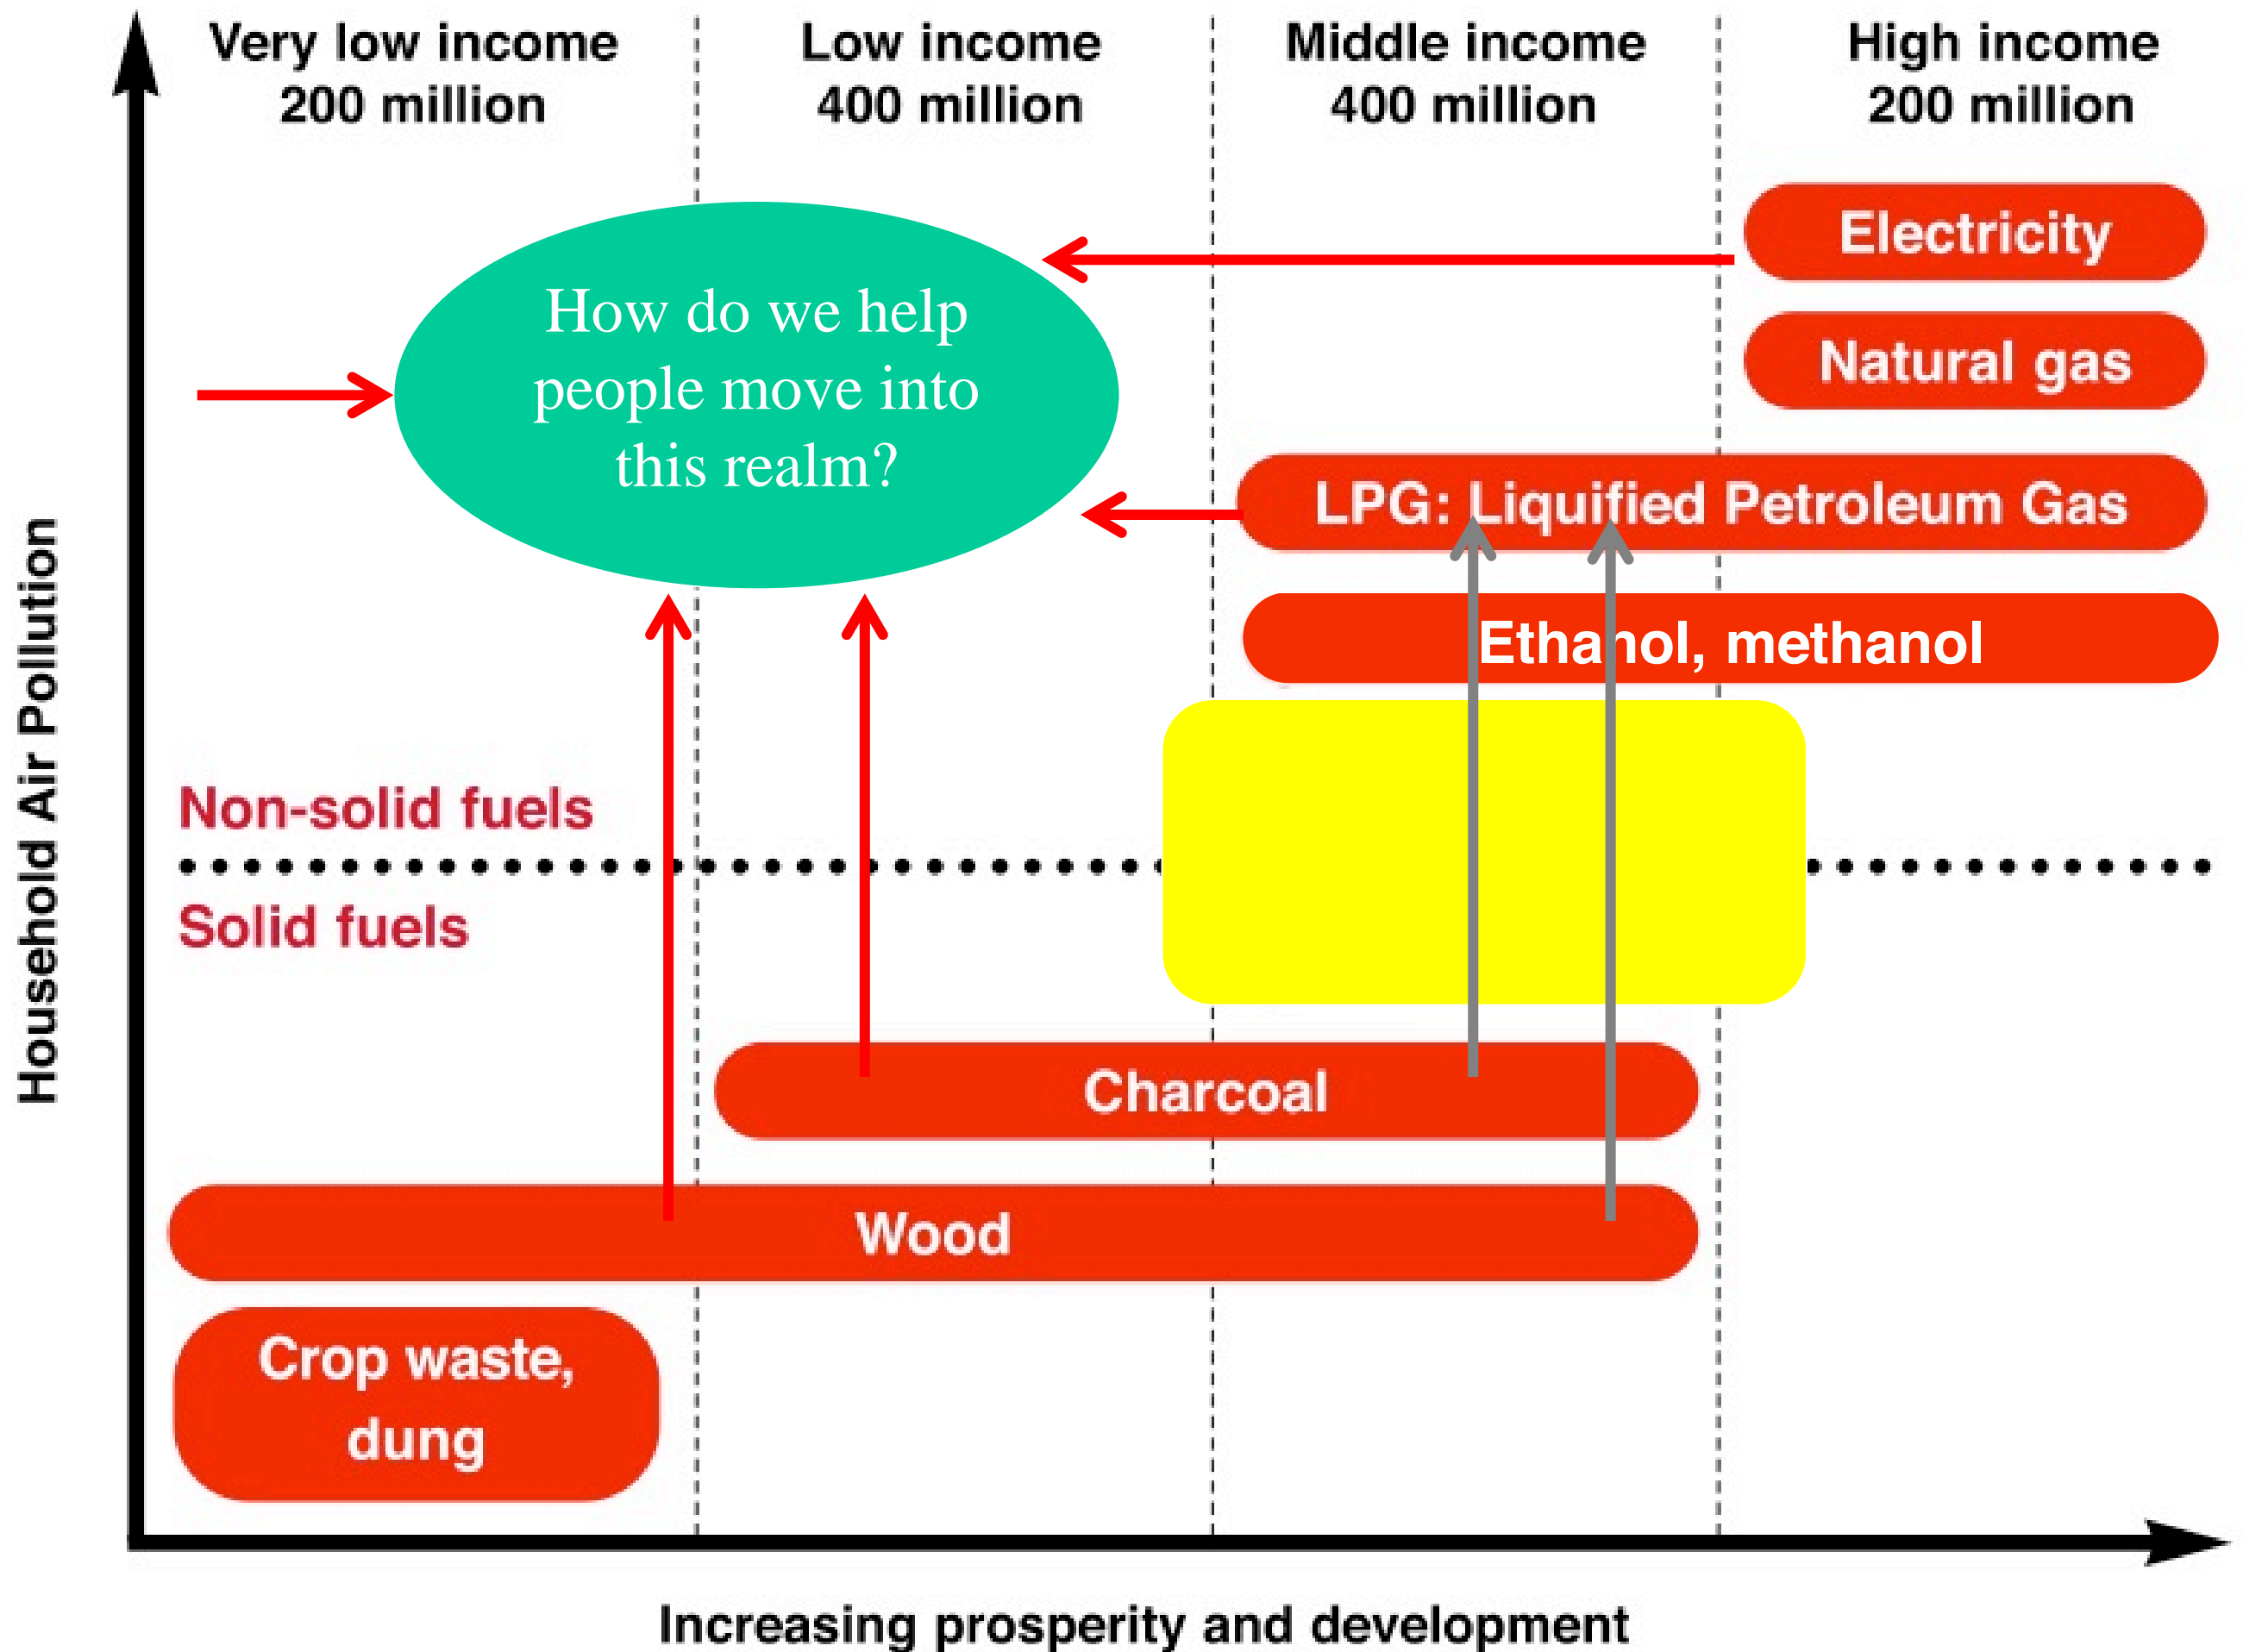 Very low income
200 million
Low income
400 million
Middle income
400 million
High income
200 million
Electricity
How do we help
people move into
this realm?
Natural gas
LPG: Liquified Petroleum Gas
Ethanol, methanol
Household Air Pollution
Non-solid fuels
Solid fuels
Charcoal
Wood
Crop waste,
dung
Increasing prosperity and development